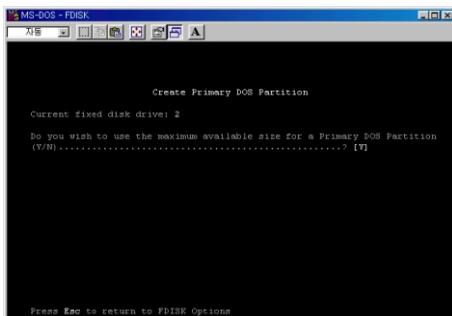 MS-DOS - FDISK
자동
A
Create Primary DOS Partition
Current fixed disk drive: 2
Do you wish to use the maximum available size for a Primary DOS Partition
(Y/N)..................................................? [Y]
Press Esc to return to FDISK Options